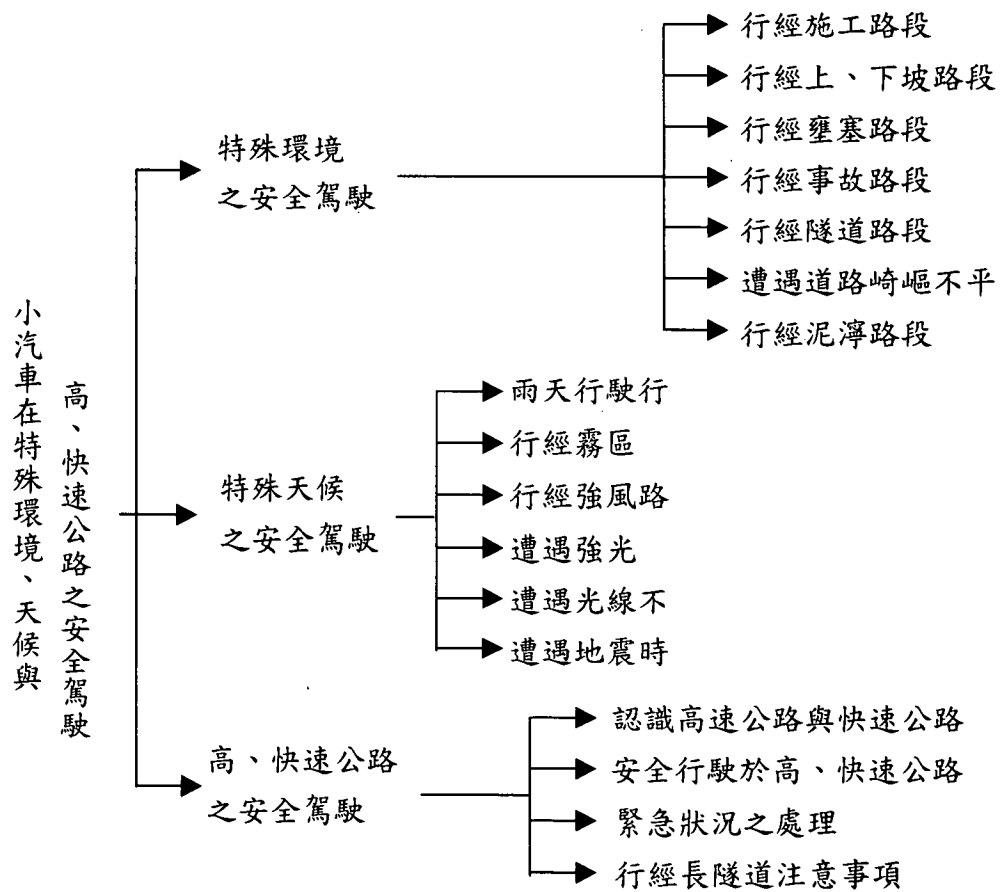 小汽車在特殊環境、天候與
高、快速公路之安全駕駛
特殊環境
之安全駕駛
行經施工路段
行經上、下坡路段
行經壅塞路段
行經事故路段
行經隧道路段
遭遇道路崎嶇不平
行經泥濘路段
特殊天候
之安全駕駛
雨天行駛行
行經霧區
行經強風路
遭遇強光
遭遇光線不
遭遇地震時
高、快速公路
之安全駕駛
認識高速公路與快速公路
安全行駛於高、快速公路
緊急狀況之處理
行經長隧道注意事項